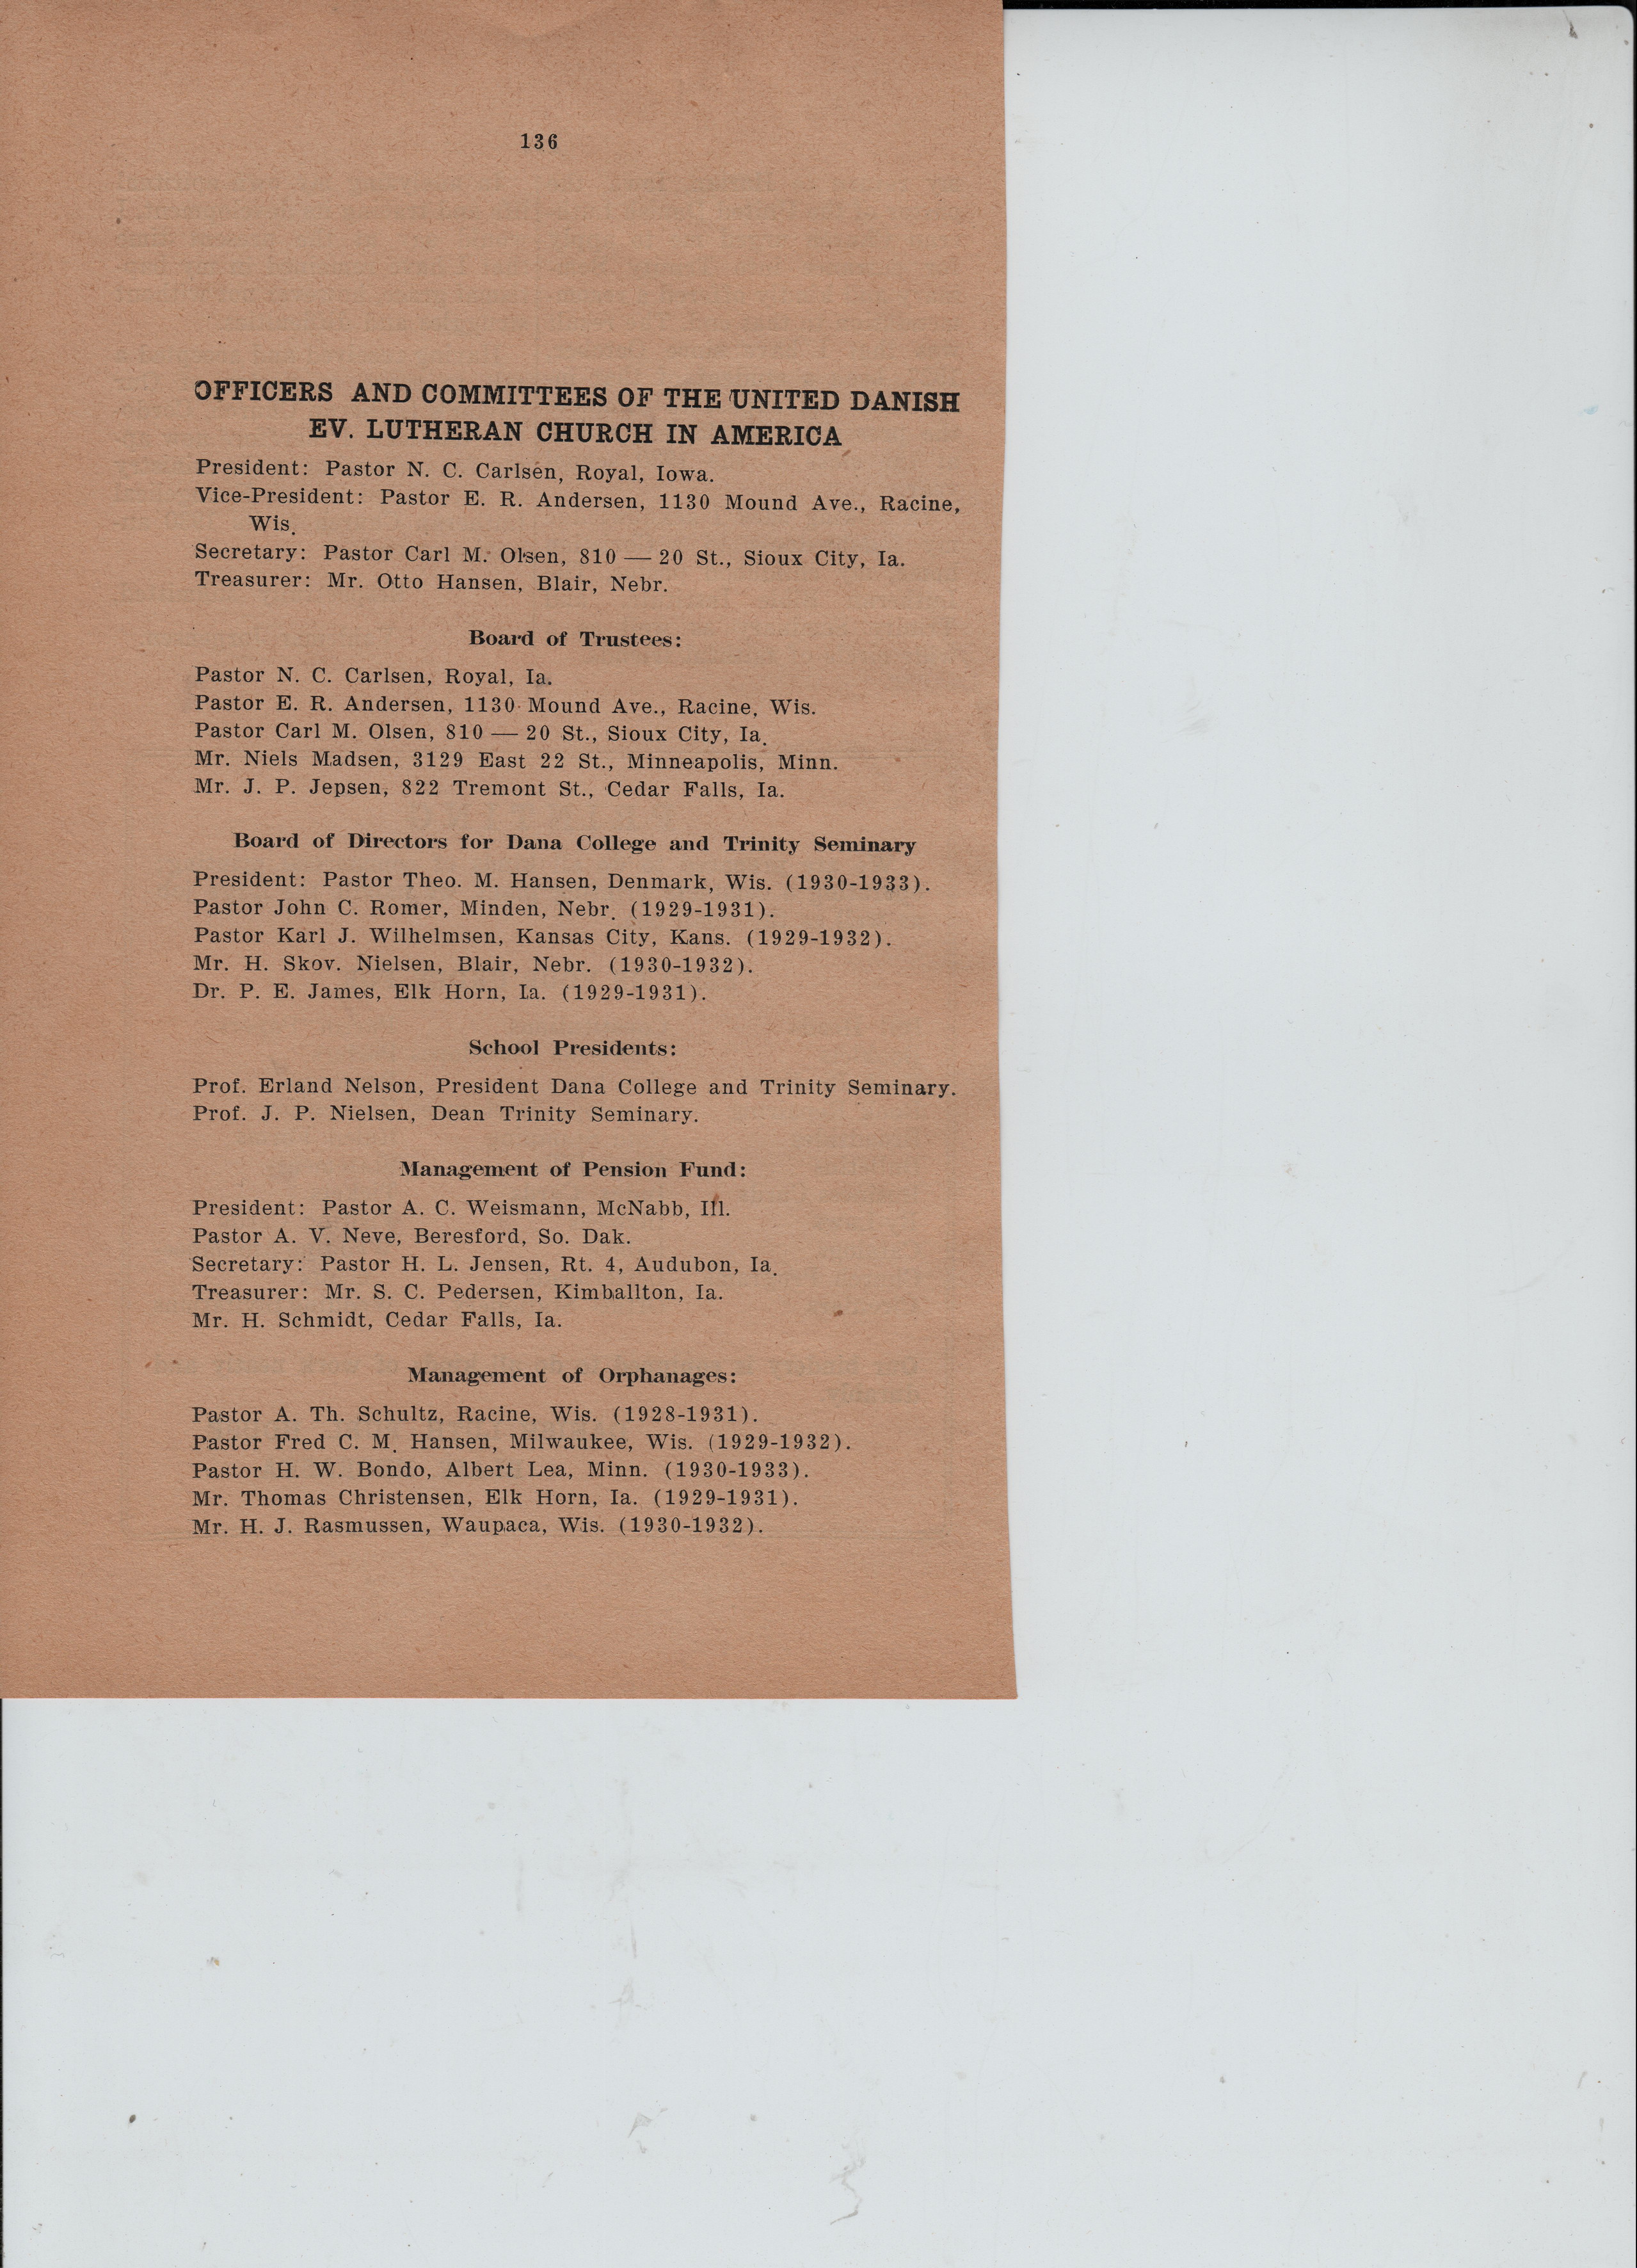 136
OFFICERS AND COMMITTEES OF THE UNITED DANISH
EV. LUTHERAN CHURCH IN AMERICA
President: Pastor N. C. Carlsen, Royal, Iowa.
Vice-President: Pastor E. R. Andersen, 1130 Mound Ave., Racine,
Wis.
Secretary: Pastor Carl M. Olsen, 810 — 20 St., Sioux City, Ia.
Treasurer: Mr. Otto Hansen, Blair, Nebr.
Board of Trustees:
Pastor N. C. Carlsen, Royal, Ia.
Pastor E. R. Andersen, 1130 Mound Ave., Racine, Wis.
Pastor Carl M. Olsen, 810 — 20 St., Sioux City, Ia.
Mr. Niels Madsen, 3129 East 22 St., Minneapolis, Minn.
Mr. J. P. Jepsen, 822 Tremont St., Cedar Falls, Ia.
Board of Directors for Dana College and Trinity Seminary
President: Pastor Theo. M. Hansen, Denmark, Wis. (1930-1933).
Pastor John C. Romer, Minden, Nebr. (1929-1931).
Pastor Karl J. Wilhelmsen, Kansas City, Kans. (1929-1932).
Mr. H. Skov. Nielsen, Blair, Nebr. (1930-1932).
Dr. P. E. James, Elk Horn, Ia. (1929-1931).
School Presidents:
Prof. Erland Nelson, President Dana College and Trinity Seminary.
Prof. J. P. Nielsen, Dean Trinity Seminary.
Management of Pension Fund:
President: Pastor A. C. Weismann, McNabb, Ill.
Pastor A. V. Neve, Beresford, So. Dak.
Secretary: Pastor H. L. Jensen, Rt. 4, Audubon, Ia.
Treasurer: Mr. S. C. Pedersen, Kimballton, Ia.
Mr. H. Schmidt, Cedar Falls, Ia.
Management of Orphanages:
Pastor A. Th. Schultz, Racine, Wis. (1928-1931).
Pastor Fred C. M. Hansen, Milwaukee, Wis. (1929-1932).
Pastor H. W. Bondo, Albert Lea, Minn. (1930-1933).
Mr. Thomas Christensen, Elk Horn, Ia. (1929-1931).
Mr. H. J. Rasmussen, Waupaca, Wis. (1930-1932).